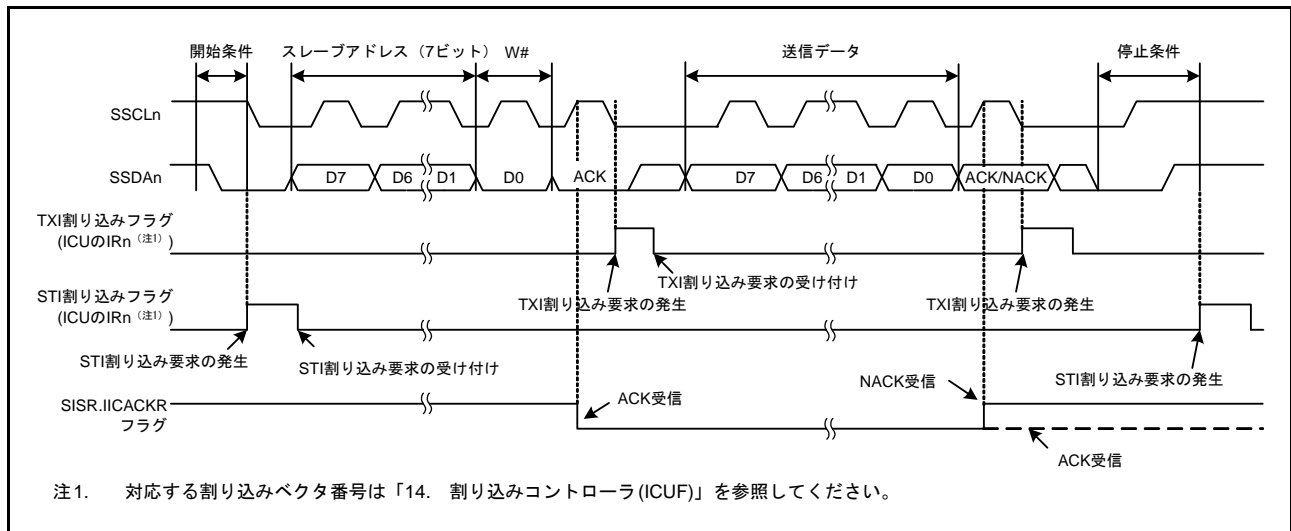 開始条件 スレーブアドレス（7ビット） W# 送信データ 停止条件
SSCLn
SSDAn D7 D6 D1 D0 ACK D7 D6 D1 D0 ACK/NACK
TXI割り込みフラグ
(ICUのIRn（注1）)
TXI割り込み要求の受け付け
TXI割り込み要求の発生 TXI割り込み要求の発生
STI割り込みフラグ
(ICUのIRn（注1）)
STI割り込み要求の発生 STI割り込み要求の受け付け STI割り込み要求の発生
SISR.IICACKR
フラグ
ACK受信 NACK受信
ACK受信
注1. 対応する割り込みベクタ番号は「14. 割り込みコントローラ(ICUF)」を参照してください。